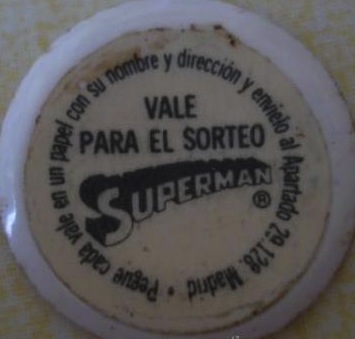 Pegue cada vale en un papel con su nombre y dirección y envíelo al Apartado 29.128 Madrid •
VALE
PARA EL SORTEO
SUPERMAN ®